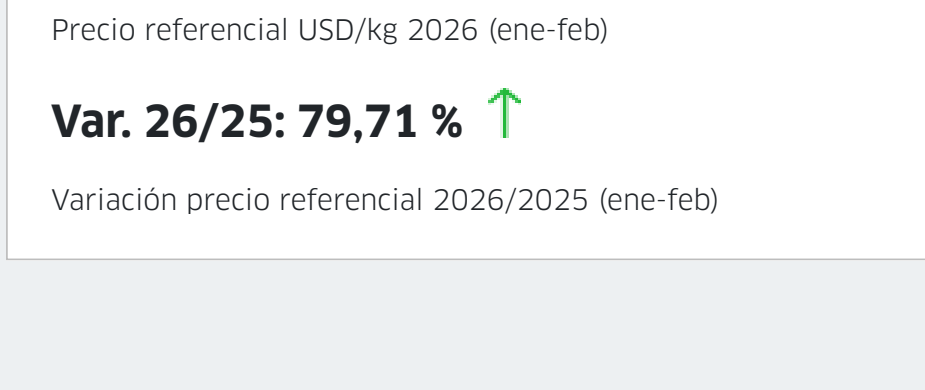 Precio referencial USD/kg 2026 (ene-feb)
Var. 26/25: 79,71 %
Variación precio referencial 2026/2025 (ene-feb)